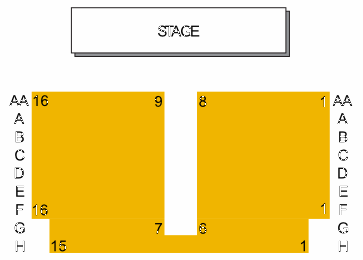 STAGE
AA 16 9 8 1 AA
A A
B B
C C
D D
E E
F 16 1 F
G 7 6 G
H 15 1 H